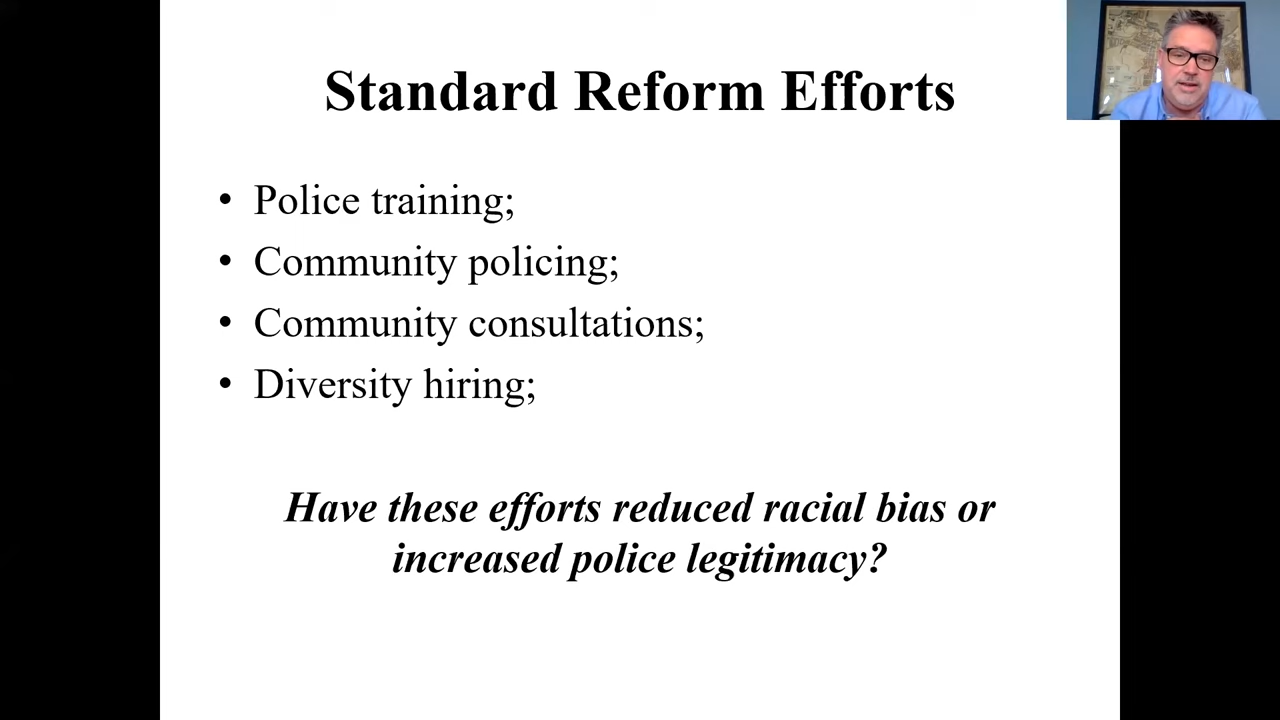 Standard Reform Efforts
• Police training;
• Community policing;
• Community consultations;
• Diversity hiring;
Have these efforts reduced racial bias or
increased police legitimacy?